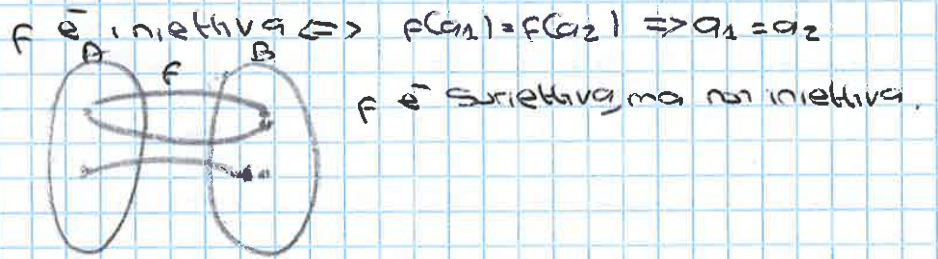 f è iniettiva <=> f(a1) = f(a2) => a1 = a2
A f B
f è suriettiva, ma non iniettiva.